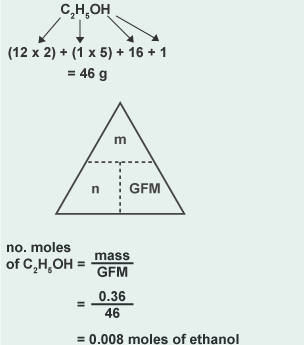 C₂H₅OH
(12 x 2) + (1 x 5) + 16 + 1
= 46 g
m
n GFM
no. moles
of C₂H₅OH = mass
GFM
= 0.36
46
= 0.008 moles of ethanol